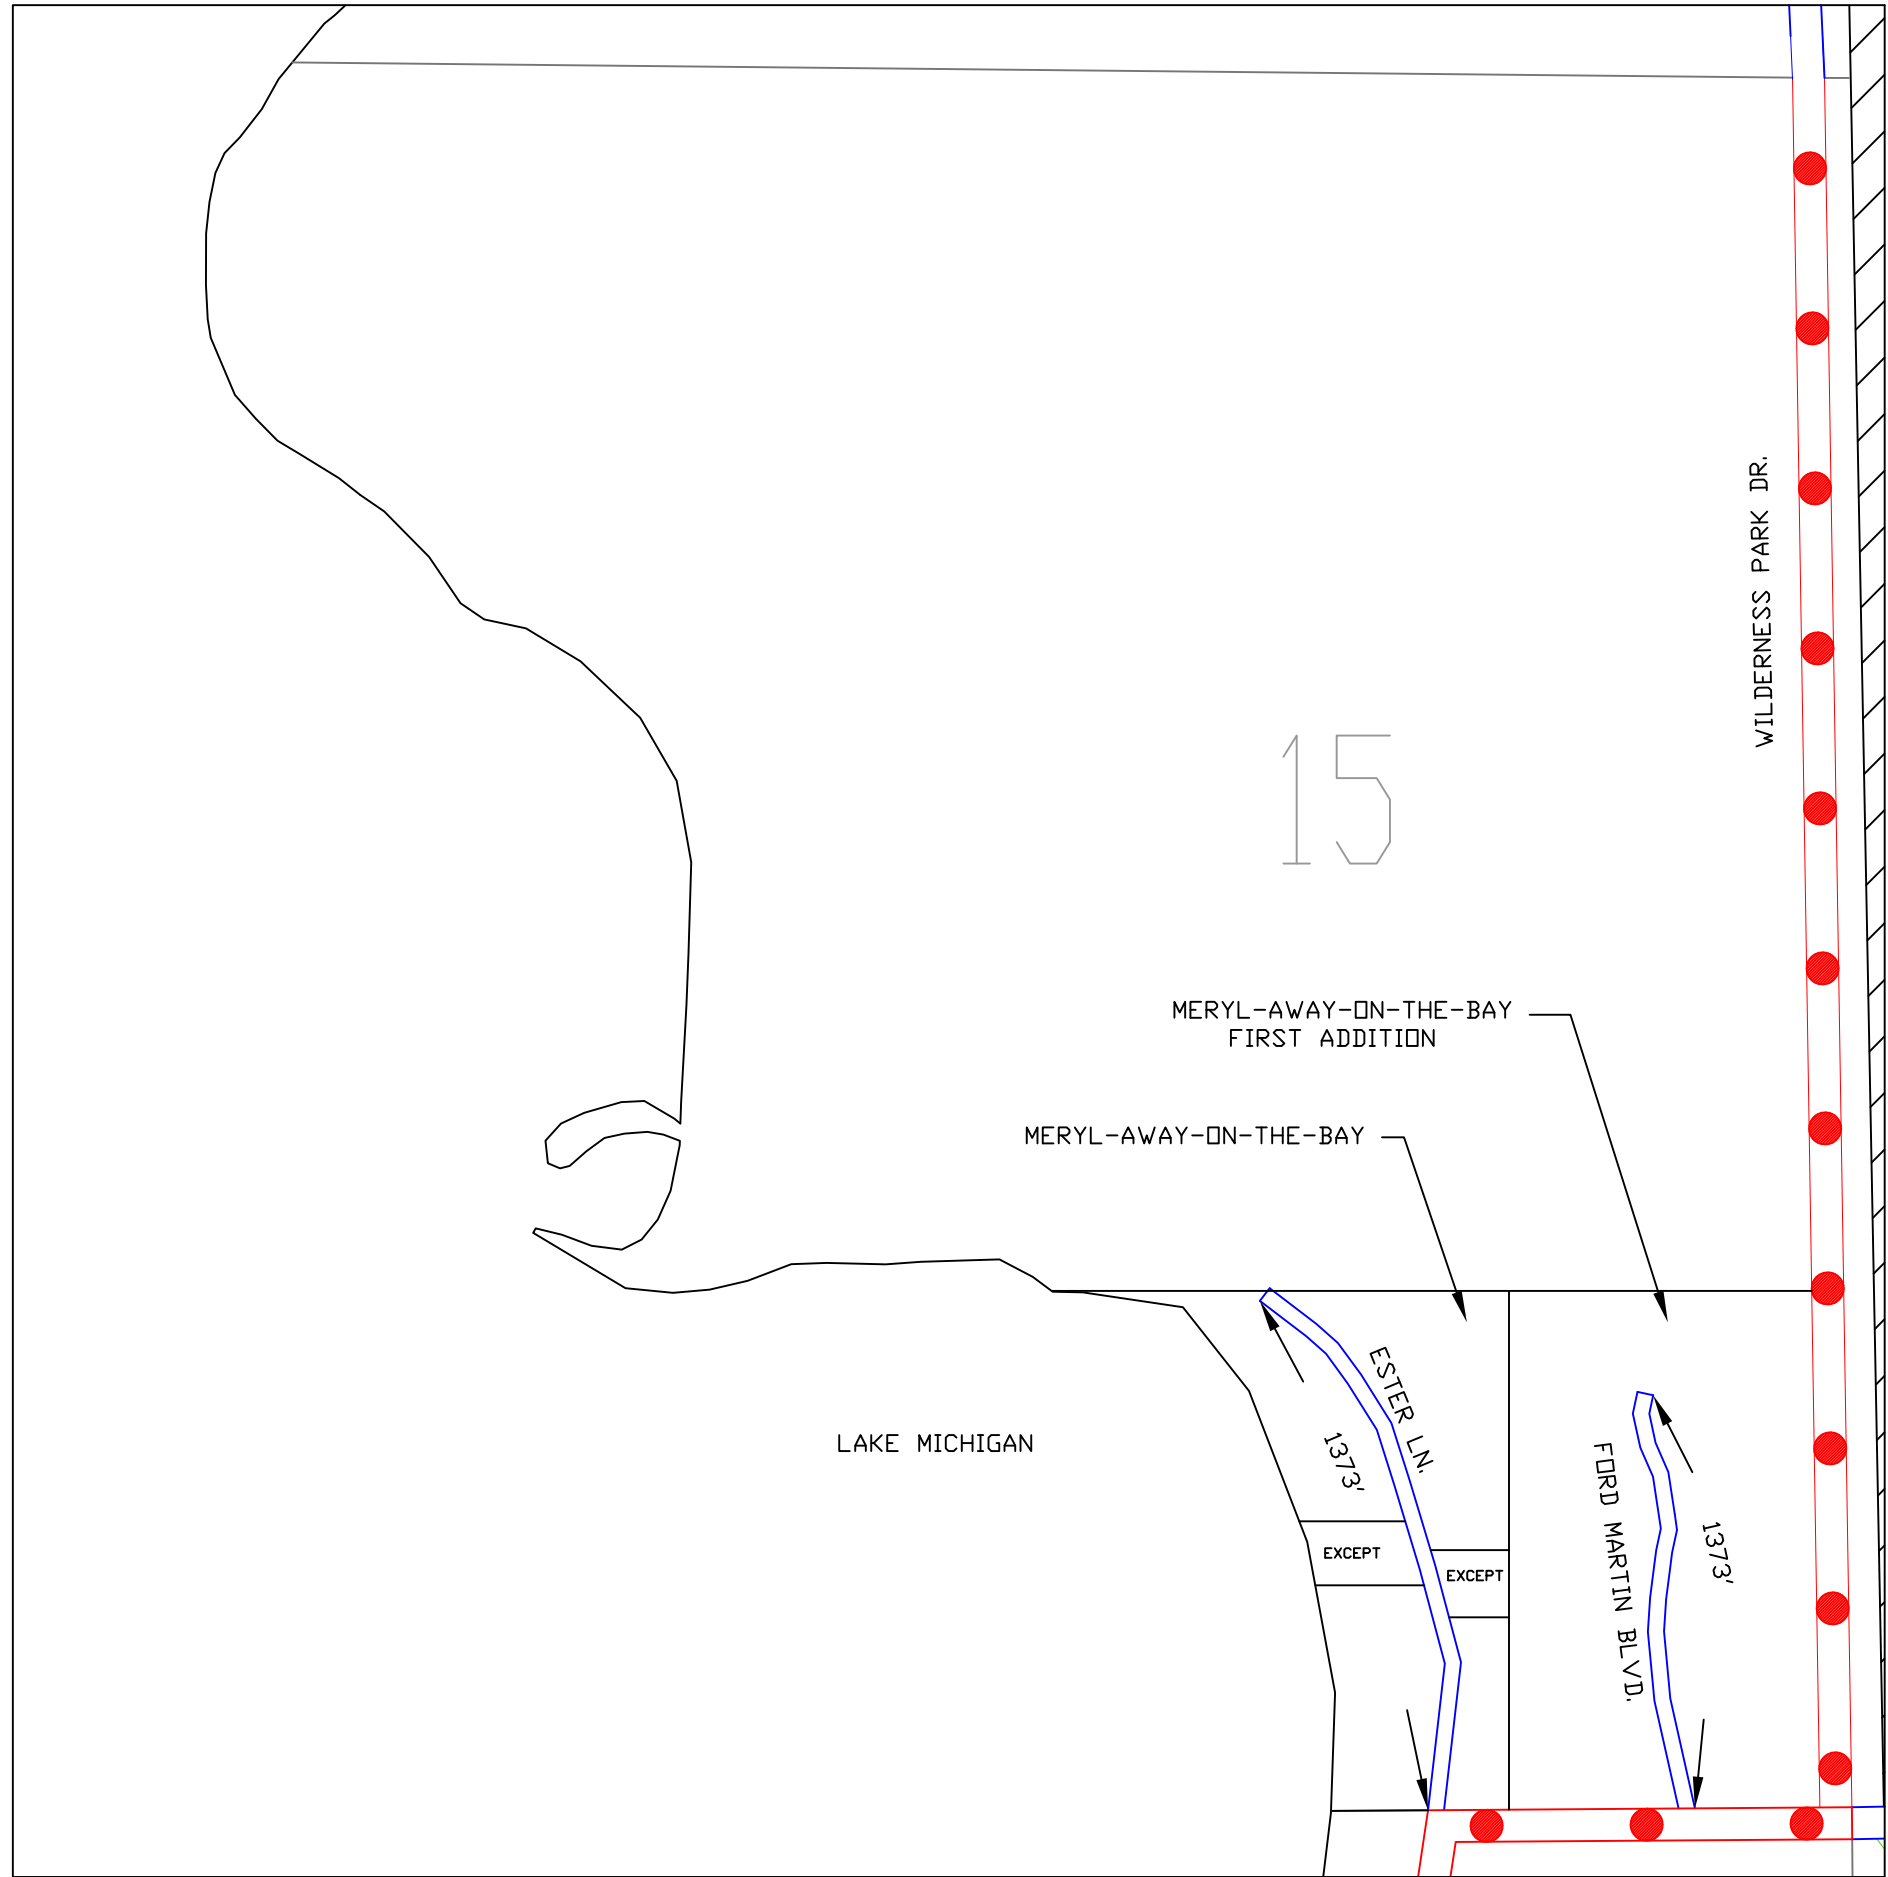 WILDERNESS PARK DR.
15
MERYL-AWAY-ON-THE-BAY
FIRST ADDITION
MERYL-AWAY-ON-THE-BAY
ESTER LN.
1373'
LAKE MICHIGAN
FORD MARTIN BLVD.
1373'
EXCEPT
EXCEPT